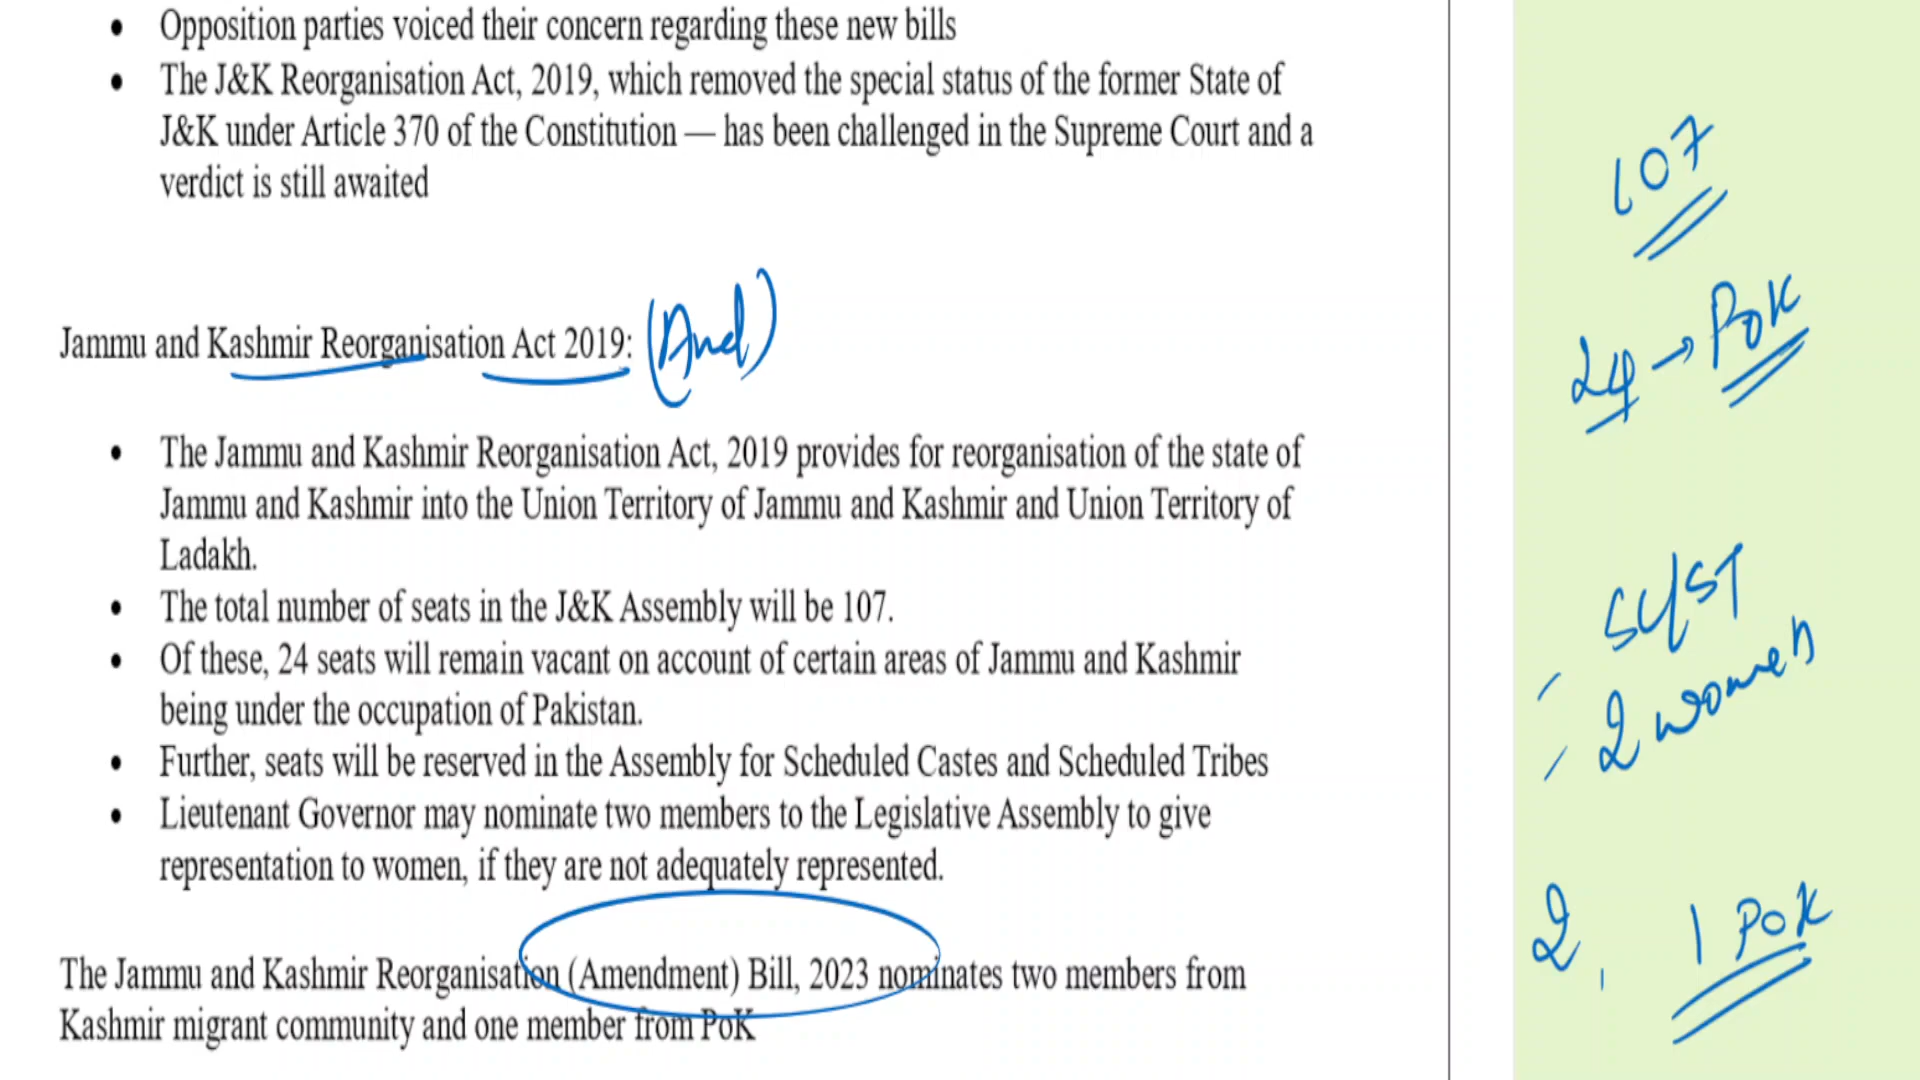 • Opposition parties voiced their concern regarding these new bills
• The J&K Reorganisation Act, 2019, which removed the special status of the former State of
J&K under Article 370 of the Constitution — has been challenged in the Supreme Court and a
verdict is still awaited
107
24 → POK
Jammu and Kashmir Reorganisation Act 2019: (And)
• The Jammu and Kashmir Reorganisation Act, 2019 provides for reorganisation of the state of
Jammu and Kashmir into the Union Territory of Jammu and Kashmir and Union Territory of
Ladakh.
• The total number of seats in the J&K Assembly will be 107.
• Of these, 24 seats will remain vacant on account of certain areas of Jammu and Kashmir
being under the occupation of Pakistan.
• Further, seats will be reserved in the Assembly for Scheduled Castes and Scheduled Tribes
• Lieutenant Governor may nominate two members to the Legislative Assembly to give
representation to women, if they are not adequately represented.
SC/ST
- 2 women
2, 1 POK
The Jammu and Kashmir Reorganisation (Amendment) Bill, 2023 nominates two members from
Kashmir migrant community and one member from PoK